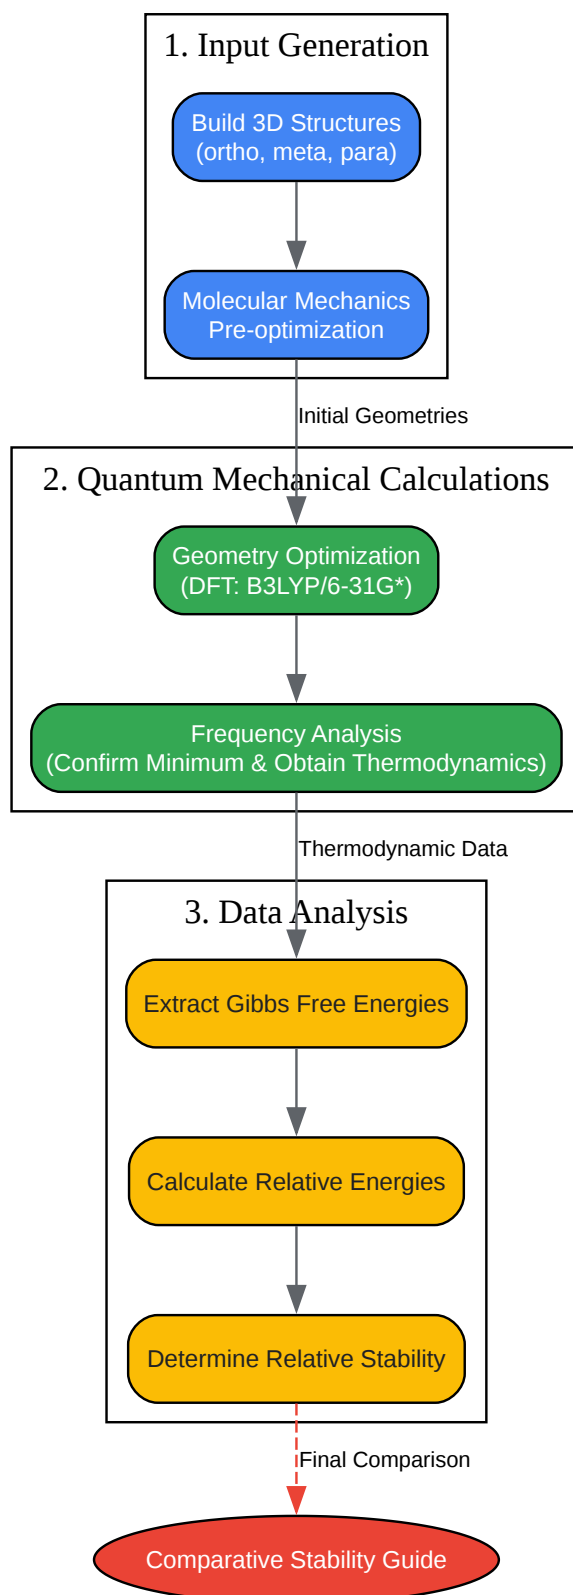 1. Input Generation
Build 3D Structures
(ortho, meta, para)
Molecular Mechanics
Pre-optimization
Initial Geometries
2. Quantum Mechanical Calculations
Geometry Optimization
(DFT: B3LYP/6-31G*)
Frequency Analysis
(Confirm Minimum & Obtain Thermodynamics)
Thermodynamic Data
3. Data Analysis
Extract Gibbs Free Energies
Calculate Relative Energies
Determine Relative Stability
Final Comparison
Comparative Stability Guide